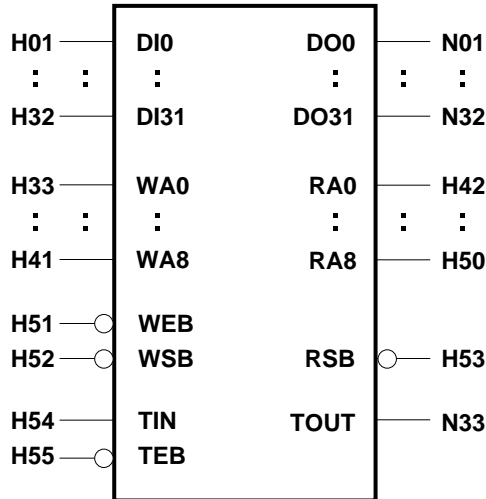 H01 DI0 DO0 N01
: : : : : :
H32 DI31 DO31 N32
H33 WA0 RA0 H42
: : : : : :
H41 WA8 RA8 H50
H51 WEB
H52 WSB RSB H53
H54 TIN TOUT N33
H55 TEB